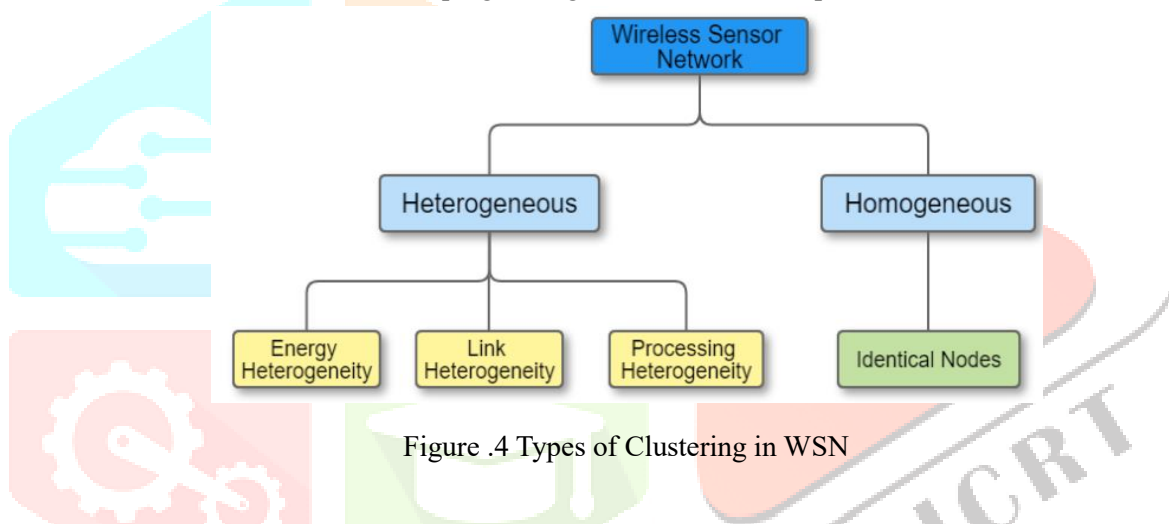 Wireless Sensor
Network
Heterogeneous
Homogeneous
Energy
Heterogeneity
Link
Heterogeneity
Processing
Heterogeneity
Identical Nodes
Figure .4 Types of Clustering in WSN